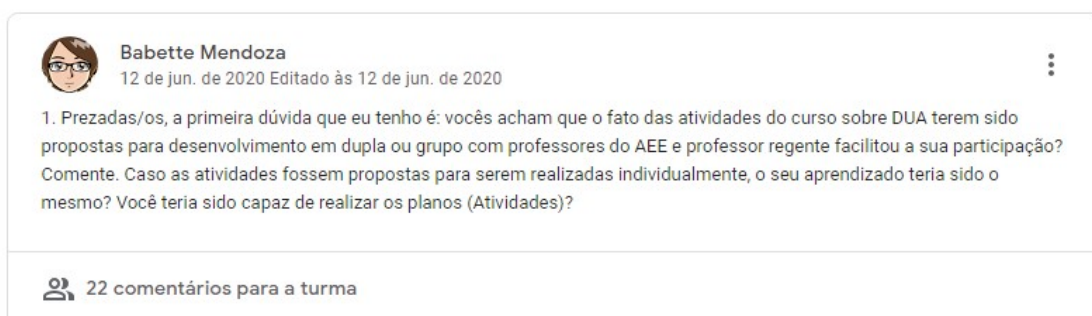 Babette Mendoza
12 de jun. de 2020 Editado às 12 de jun. de 2020
1. Prezadas/os, a primeira dúvida que eu tenho é: vocês acham que o fato das atividades do curso sobre DUA terem sido
propostas para desenvolvimento em dupla ou grupo com professores do AEE e professor regente facilitou a sua participação?
Comente. Caso as atividades fossem propostas para serem realizadas individualmente, o seu aprendizado teria sido o
mesmo? Você teria sido capaz de realizar os planos (Atividades)?
22 comentários para a turma